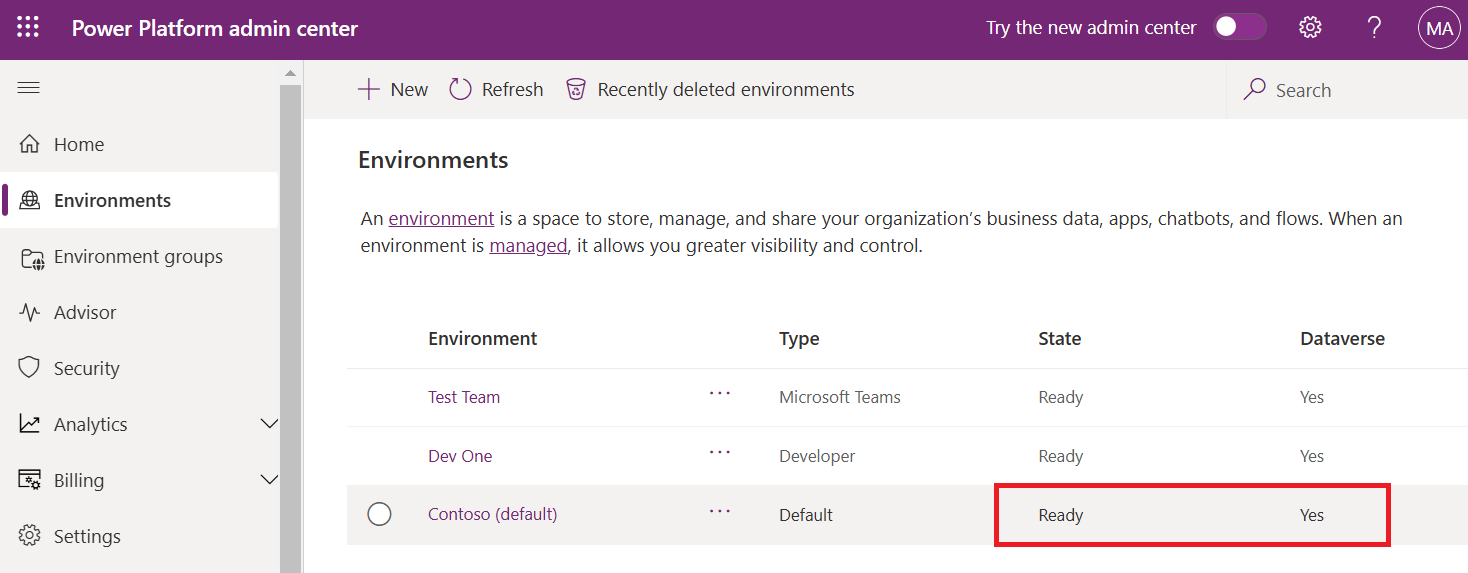 Power Platform admin center
Try the new admin center
?
MA
New
Refresh
Recently deleted environments
Search
Home
Environments
Environment groups
Advisor
Security
Analytics
Billing
Settings
Environments
An environment is a space to store, manage, and share your organization’s business data, apps, chatbots, and flows. When an
environment is managed, it allows you greater visibility and control.
Environment Type State Dataverse
Test Team ··· Microsoft Teams Ready Yes
Dev One ··· Developer Ready Yes
Contoso (default) ··· Default Ready Yes